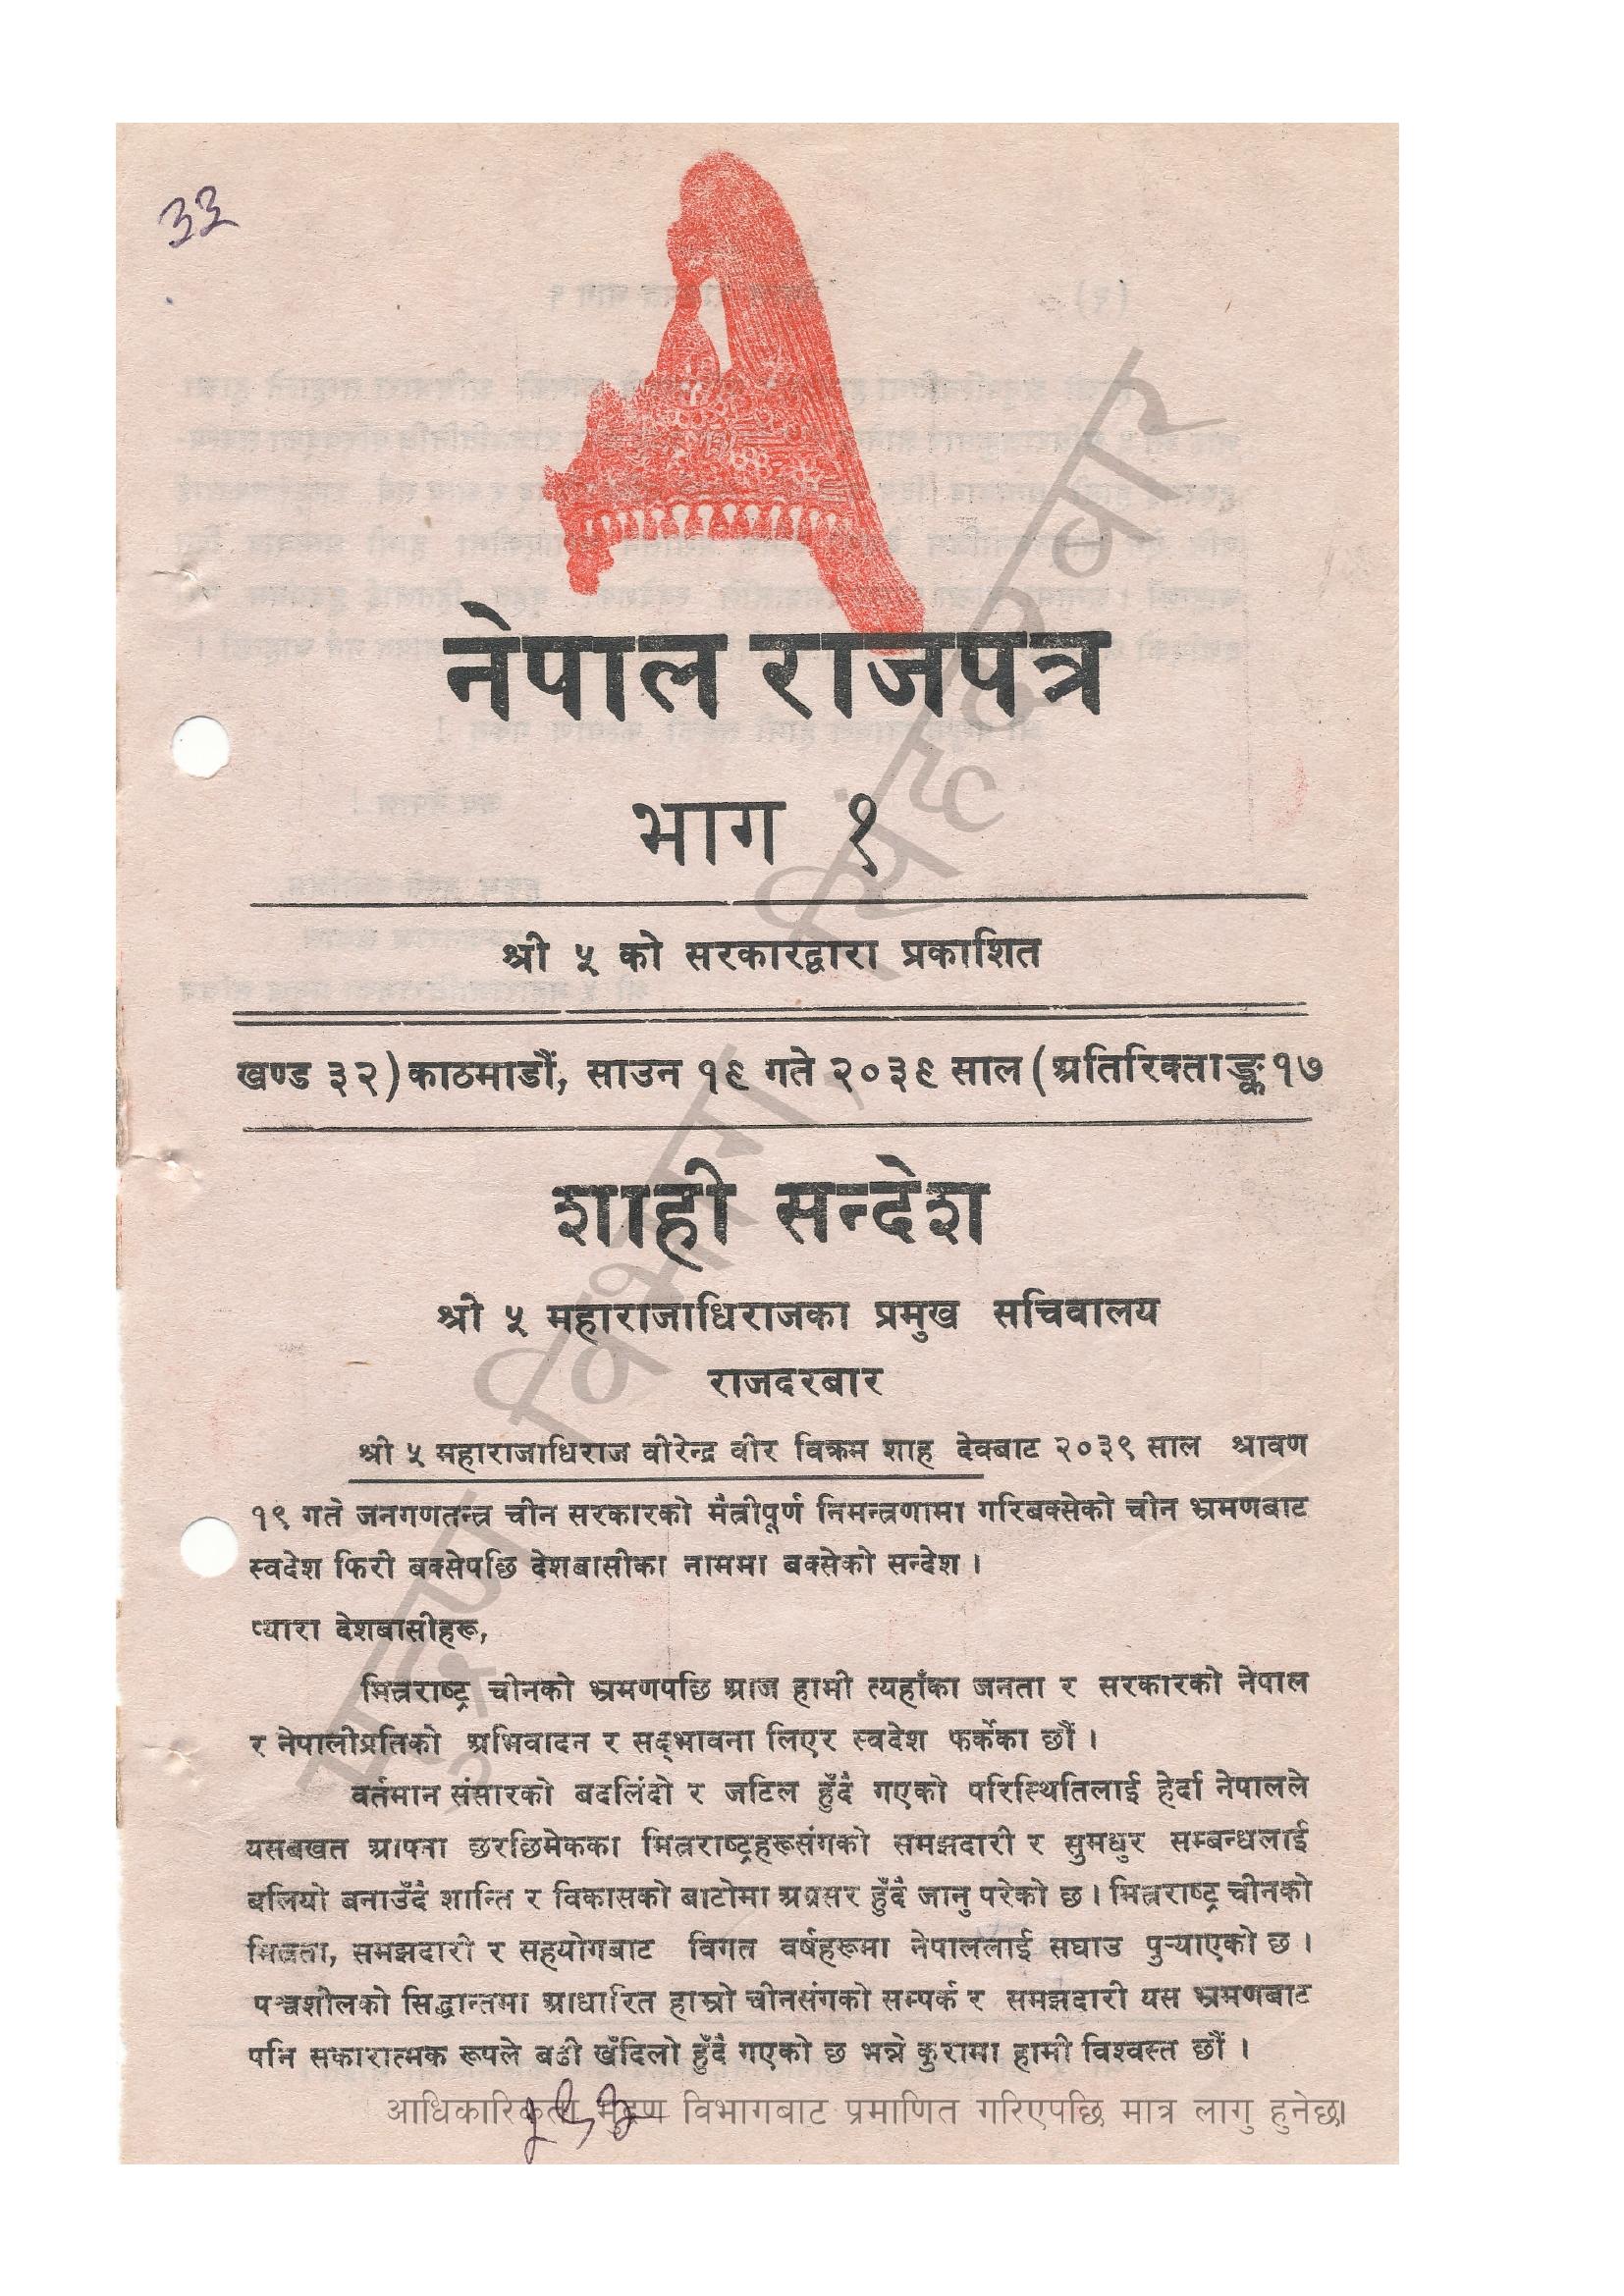 ३३
नेपाल राजपत्र
भाग १
श्री ५ को सरकारद्वारा प्रकाशित
खण्ड ३२) काठमाडौं, साउन १९ गते २०३९ साल (अतिरिक्ताङ्क १७
शाही सन्देश
श्री ५ महाराजाधिराजका प्रमुख सचिवालय
राजदरबार
श्री ५ महाराजाधिराज वीरेन्द्र वीर विक्रम शाह देवबाट २०३९ साल श्रावण
१९ गते जनगणतन्त्र चीन सरकारको मैत्रीपूर्ण निमन्त्रणामा गरिबक्सेको चीन भ्रमणबाट
स्वदेश फिरी बक्सेपछि देशबासीका नाममा बक्सेको सन्देश ।
प्यारा देशबासीहरू,
मित्रराष्ट्र चीनको भ्रमणपछि आज हामी त्यहाँका जनता र सरकारको नेपाल
र नेपालीप्रतिको अभिवादन र सद्भावना लिएर स्वदेश फर्केका छौं ।
वर्तमान संसारको बदलिंदो र जटिल हुँदै गएको परिस्थितिलाई हेर्दा नेपालले
यसबखत आफ्ना छरछिमेकका मित्रराष्ट्रहरूसंगको समझदारी र सुमधुर सम्बन्धलाई
बलियो बनाउँदै शान्ति र विकासको बाटोमा अग्रसर हुँदै जानु परेको छ । मित्रराष्ट्र चीनको
मित्रता, समझदारी र सहयोगबाट विगत वर्षहरूमा नेपाललाई सघाउ पुर्‍याएको छ ।
पञ्चशीलको सिद्धान्तमा आधारित हाम्रो चीनसंगको सम्पर्क र समझदारी यस भ्रमणबाट
पनि सकारात्मक रूपले बढी खँदिलो हुँदै गएको छ भन्ने कुरामा हामी विश्वस्त छौं ।
आधिकारिकता मुद्रण विभागबाट प्रमाणित गरिएपछि मात्र लागु हुनेछ।
मुद्रण विभाग, सिंहदरबार